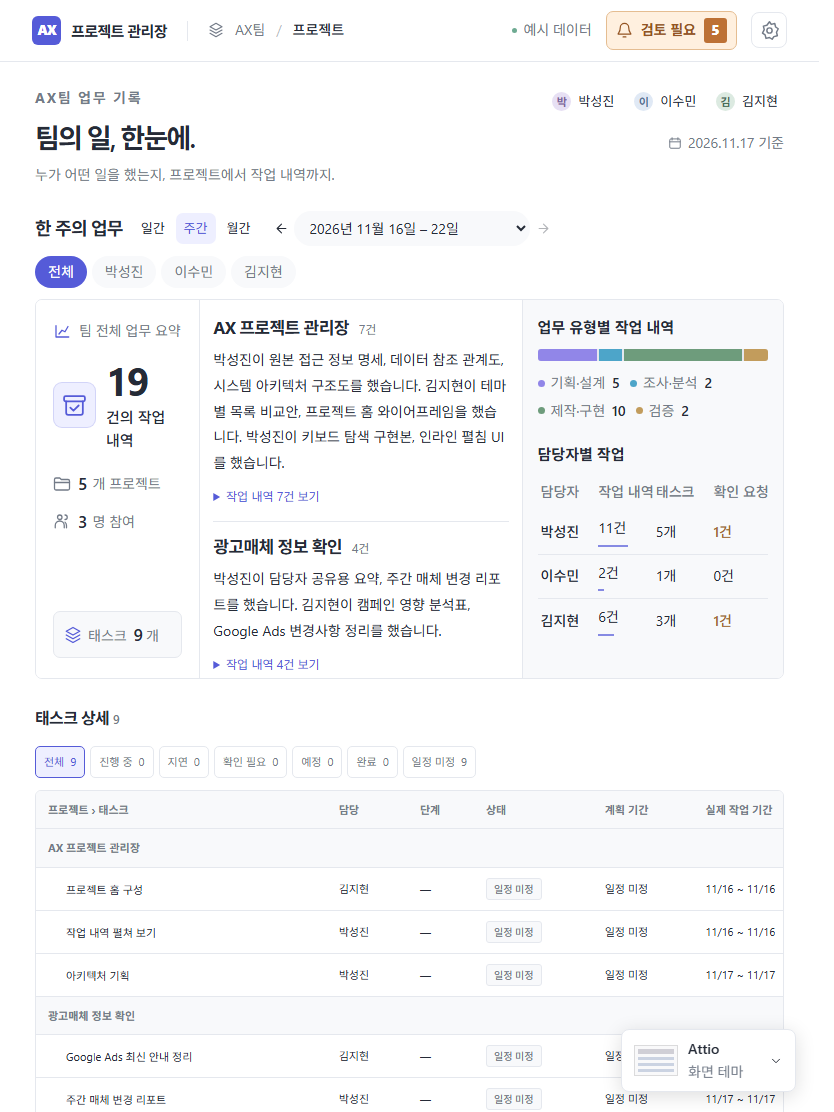 AX 프로젝트 관리장 AX팀 / 프로젝트 예시 데이터 검토 필요 5
AX팀 업무 기록
박 박성진 이 이수민 김 김지현
팀의 일, 한눈에.
2026.11.17 기준
누가 어떤 일을 했는지, 프로젝트에서 작업 내역까지.
한 주의 업무 일간 주간 월간 ← 2026년 11월 16일 – 22일 →
전체 박성진 이수민 김지현
팀 전체 업무 요약
19
건의 작업
내역
5 개 프로젝트
3 명 참여
태스크 9 개
AX 프로젝트 관리장 7건
박성진이 원본 접근 정보 명세, 데이터 참조 관계도,
시스템 아키텍처 구조도를 했습니다. 김지현이 테마
별 목록 비교안, 프로젝트 홈 와이어프레임을 했습
니다. 박성진이 키보드 탐색 구현본, 인라인 펼침 UI
를 했습니다.
▶ 작업 내역 7건 보기
광고매체 정보 확인 4건
박성진이 담당자 공유용 요약, 주간 매체 변경 리포
트를 했습니다. 김지현이 캠페인 영향 분석표,
Google Ads 변경사항 정리를 했습니다.
▶ 작업 내역 4건 보기
업무 유형별 작업 내역
기획·설계 5 조사·분석 2
제작·구현 10 검증 2
담당자별 작업
담당자 작업 내역 태스크 확인 요청
박성진 11건 5개 1건
이수민 2건 1개 0건
김지현 6건 3개 1건
태스크 상세 9
전체 9 진행 중 0 지연 0 확인 필요 0 예정 0 완료 0 일정 미정 9
프로젝트 › 태스크 담당 단계 상태 계획 기간 실제 작업 기간
AX 프로젝트 관리장
프로젝트 홈 구성 김지현 — 일정 미정 일정 미정 11/16 ~ 11/16
작업 내역 펼쳐 보기 박성진 — 일정 미정 일정 미정 11/16 ~ 11/16
아키텍처 기획 박성진 — 일정 미정 일정 미정 11/17 ~ 11/17
광고매체 정보 확인
Google Ads 최신 안내 정리 김지현 — 일정 미정
주간 매체 변경 리포트 박성진 — 일정 미정 일정 미정 11/17 ~ 11/17
Attio
화면 테마